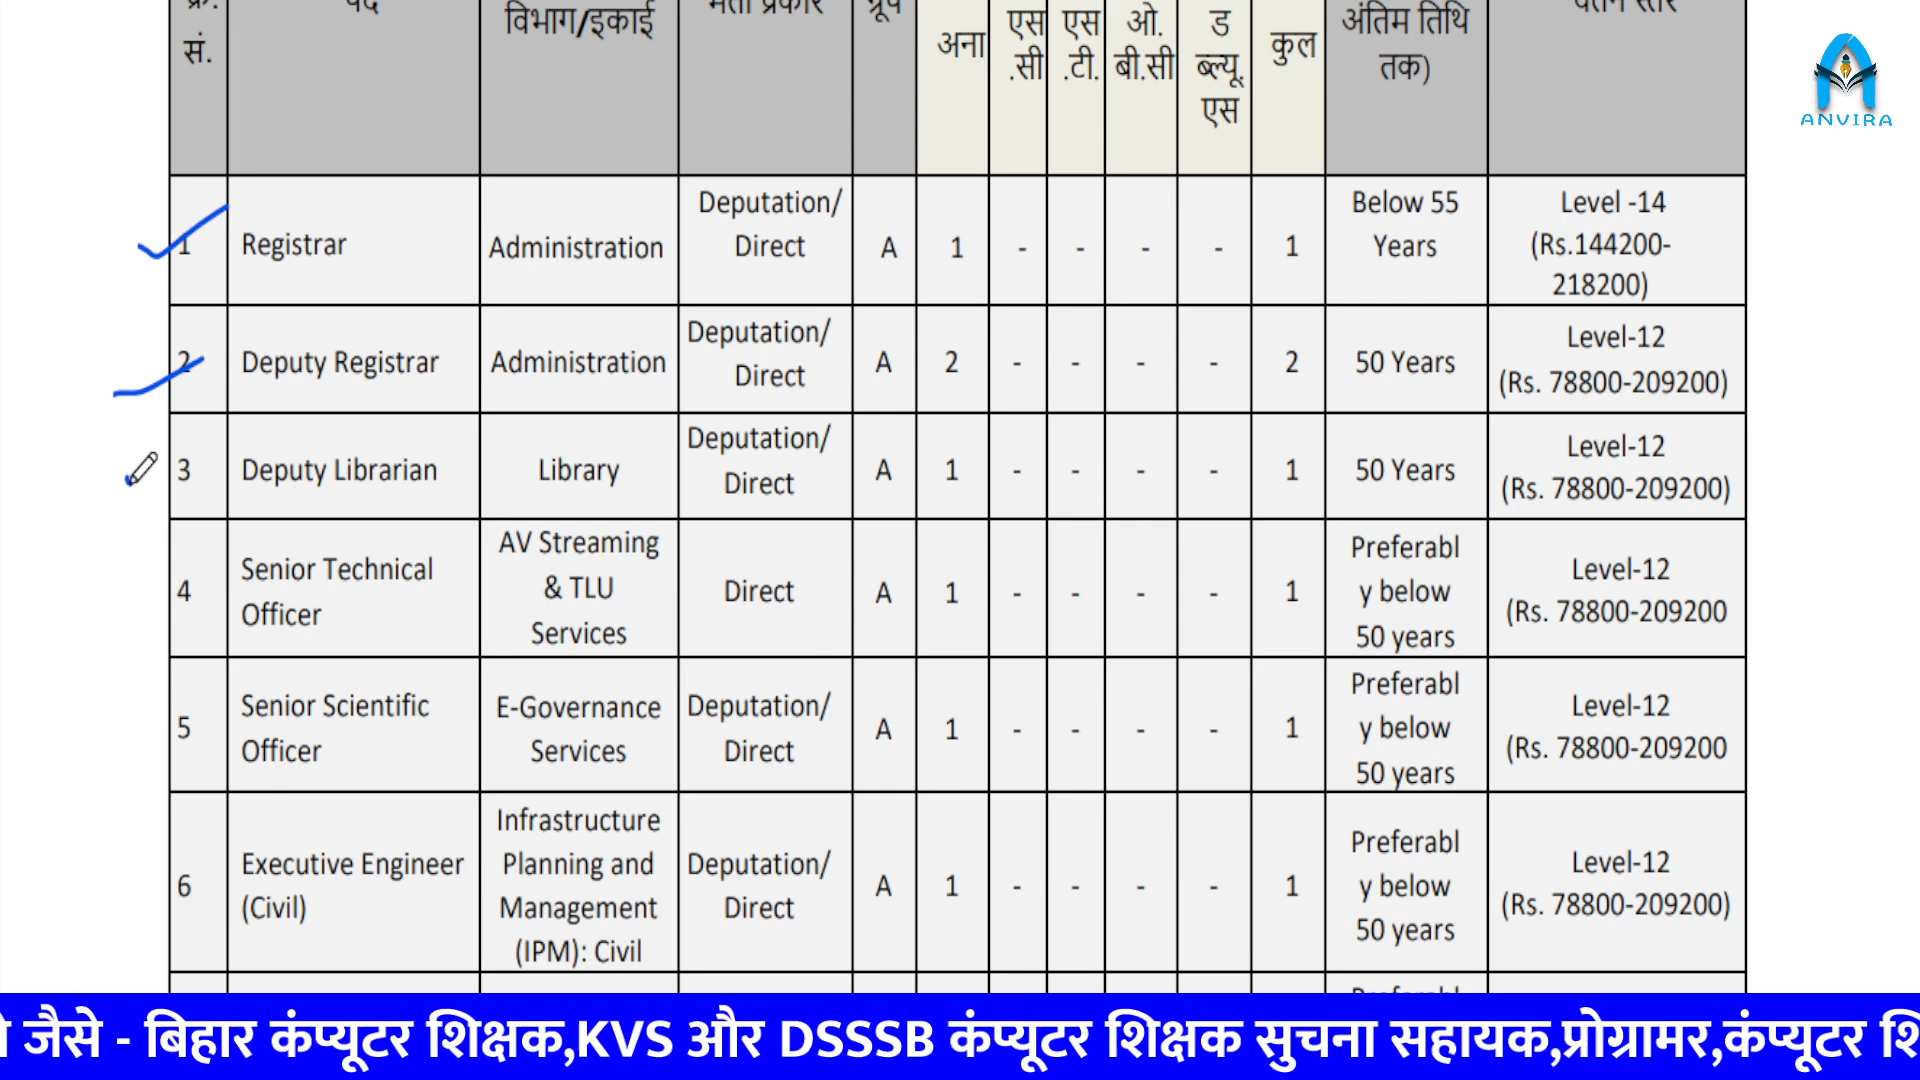 क्र. पद भर्ती प्रकार ग्रुप वेतन स्तर
सं.
विभाग/इकाई
अना
एस
.सी
एस
.टी.
ओ.
बी.सी
ड
ब्ल्यू.
एस
कुल
अंतिम तिथि
तक)
ANVIRA
1 Registrar Administration Deputation/ Direct A 1 - - - - 1 Below 55 Years Level -14 (Rs.144200- 218200)
2 Deputy Registrar Administration Deputation/ Direct A 2 - - - - 2 50 Years Level-12 (Rs. 78800-209200)
3 Deputy Librarian Library Deputation/ Direct A 1 - - - - 1 50 Years Level-12 (Rs. 78800-209200)
4 Senior Technical Officer AV Streaming & TLU Services Direct A 1 - - - - 1 Preferabl y below 50 years Level-12 (Rs. 78800-209200
5 Senior Scientific Officer E-Governance Services Deputation/ Direct A 1 - - - - 1 Preferabl y below 50 years Level-12 (Rs. 78800-209200
6 Executive Engineer (Civil) Infrastructure Planning and Management (IPM): Civil Deputation/ Direct A 1 - - - - 1 Preferabl y below 50 years Level-12 (Rs. 78800-209200)
जैसे - बिहार कंप्यूटर शिक्षक,KVS और DSSSB कंप्यूटर शिक्षक सुचना सहायक,प्रोग्रामर,कंप्यूटर